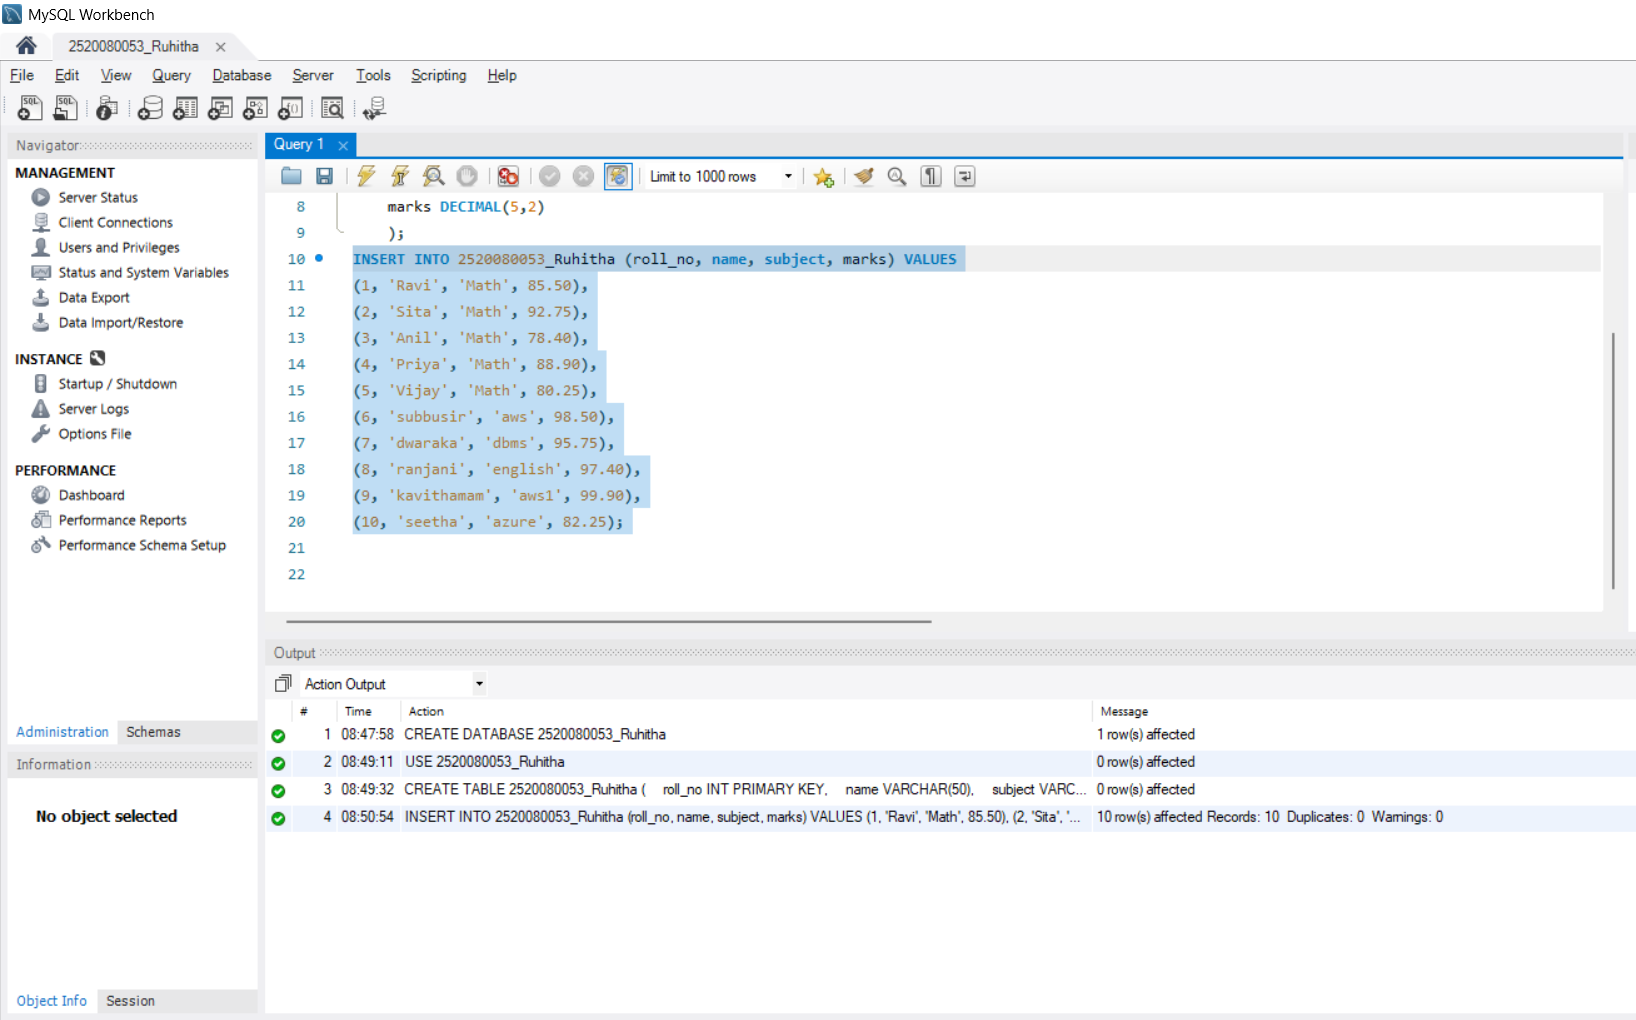 MySQL Workbench
2520080053_Ruhitha
File Edit View Query Database Server Tools Scripting Help
Navigator
MANAGEMENT
Server Status
Client Connections
Users and Privileges
Status and System Variables
Data Export
Data Import/Restore
INSTANCE
Startup / Shutdown
Server Logs
Options File
PERFORMANCE
Dashboard
Performance Reports
Performance Schema Setup
Administration Schemas
Information
No object selected
Object Info Session
Query 1
Limit to 1000 rows
8 marks DECIMAL(5,2)
9 );
10 INSERT INTO 2520080053_Ruhitha (roll_no, name, subject, marks) VALUES
11 (1, 'Ravi', 'Math', 85.50),
12 (2, 'Sita', 'Math', 92.75),
13 (3, 'Anil', 'Math', 78.40),
14 (4, 'Priya', 'Math', 88.90),
15 (5, 'Vijay', 'Math', 80.25),
16 (6, 'subbusir', 'aws', 98.50),
17 (7, 'dwaraka', 'dbms', 95.75),
18 (8, 'ranjani', 'english', 97.40),
19 (9, 'kavithamam', 'aws1', 99.90),
20 (10, 'seetha', 'azure', 82.25);
21
22
Output
Action Output
# Time Action Message
1 08:47:58 CREATE DATABASE 2520080053_Ruhitha 1 row(s) affected
2 08:49:11 USE 2520080053_Ruhitha 0 row(s) affected
3 08:49:32 CREATE TABLE 2520080053_Ruhitha ( roll_no INT PRIMARY KEY, name VARCHAR(50), subject VARC... 0 row(s) affected
4 08:50:54 INSERT INTO 2520080053_Ruhitha (roll_no, name, subject, marks) VALUES (1, 'Ravi', 'Math', 85.50), (2, 'Sita', '... 10 row(s) affected Records: 10 Duplicates: 0 Warnings: 0